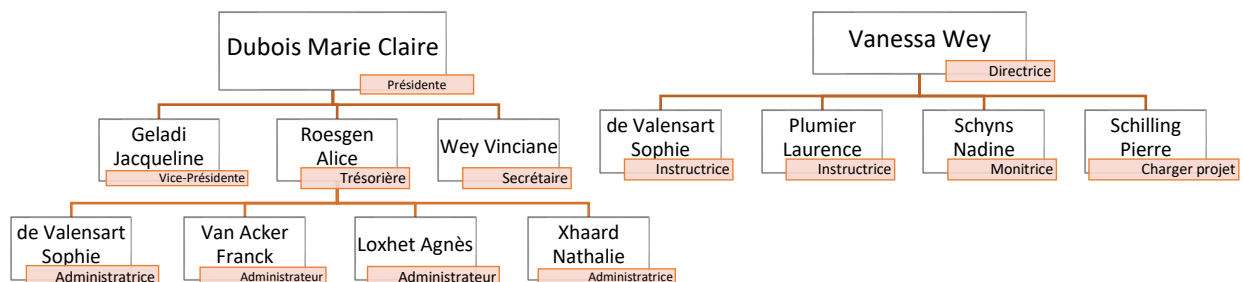 Dubois Marie Claire
Présidente
Geladi
Jacqueline
Vice-Présidente
Roesgen
Alice
Trésorière
Wey Vinciane
Secrétaire
de Valensart
Sophie
Administratrice
Van Acker
Franck
Administrateur
Loxhet Agnès
Administrateur
Xhaard
Nathalie
Administratrice
Vanessa Wey
Directrice
de Valensart
Sophie
Instructrice
Plumier
Laurence
Instructrice
Schyns
Nadine
Monitrice
Schilling
Pierre
Charger projet